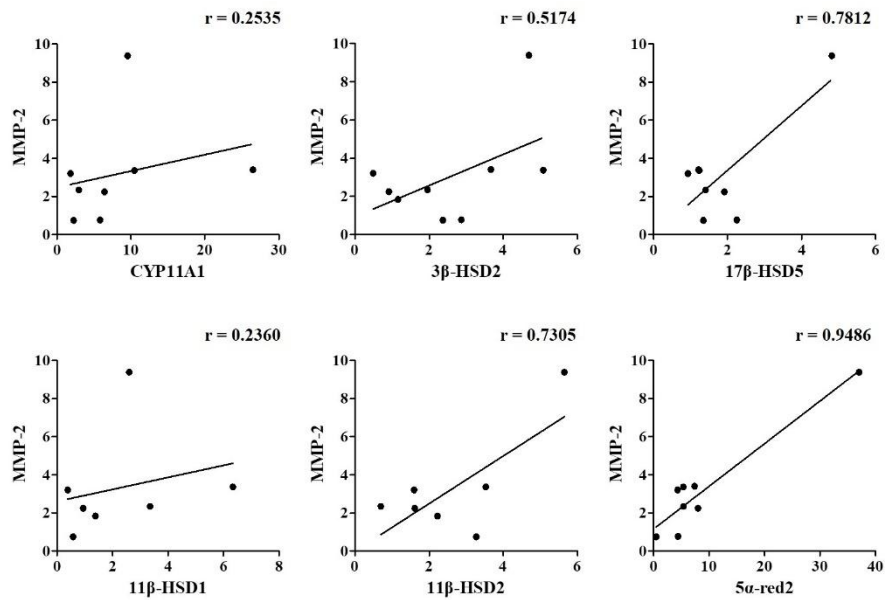 r = 0.2535
10
8
6
4
2
0
MMP-2
0 10 20 30
CYP11A1
r = 0.5174
10
8
6
4
2
0
MMP-2
0 2 4 6
3β-HSD2
r = 0.7812
10
8
6
4
2
0
MMP-2
0 2 4 6
17β-HSD5
r = 0.2360
10
8
6
4
2
0
MMP-2
0 2 4 6 8
11β-HSD1
r = 0.7305
10
8
6
4
2
0
MMP-2
0 2 4 6
11β-HSD2
r = 0.9486
10
8
6
4
2
0
MMP-2
0 10 20 30 40
5α-red2